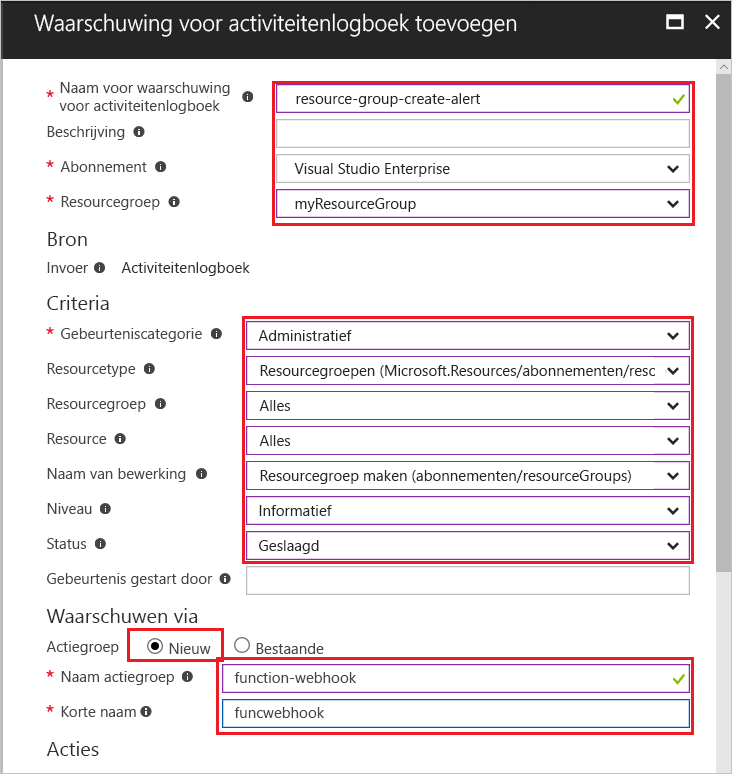 Waarschuwing voor activiteitenlogboek toevoegen
* Naam voor waarschuwing
voor activiteitenlogboek
resource-group-create-alert
Beschrijving
* Abonnement
Visual Studio Enterprise
* Resourcegroep
myResourceGroup
Bron
Invoer Activiteitenlogboek
Criteria
* Gebeurteniscategorie
Administratief
Resourcetype
Resourcegroepen (Microsoft.Resources/abonnementen/resc
Resourcegroep
Alles
Resource
Alles
Naam van bewerking
Resourcegroep maken (abonnementen/resourceGroups)
Niveau
Informatief
Status
Geslaagd
Gebeurtenis gestart door
Waarschuwen via
Actiegroep Nieuw Bestaande
* Naam actiegroep
function-webhook
* Korte naam
funcwebhook
Acties